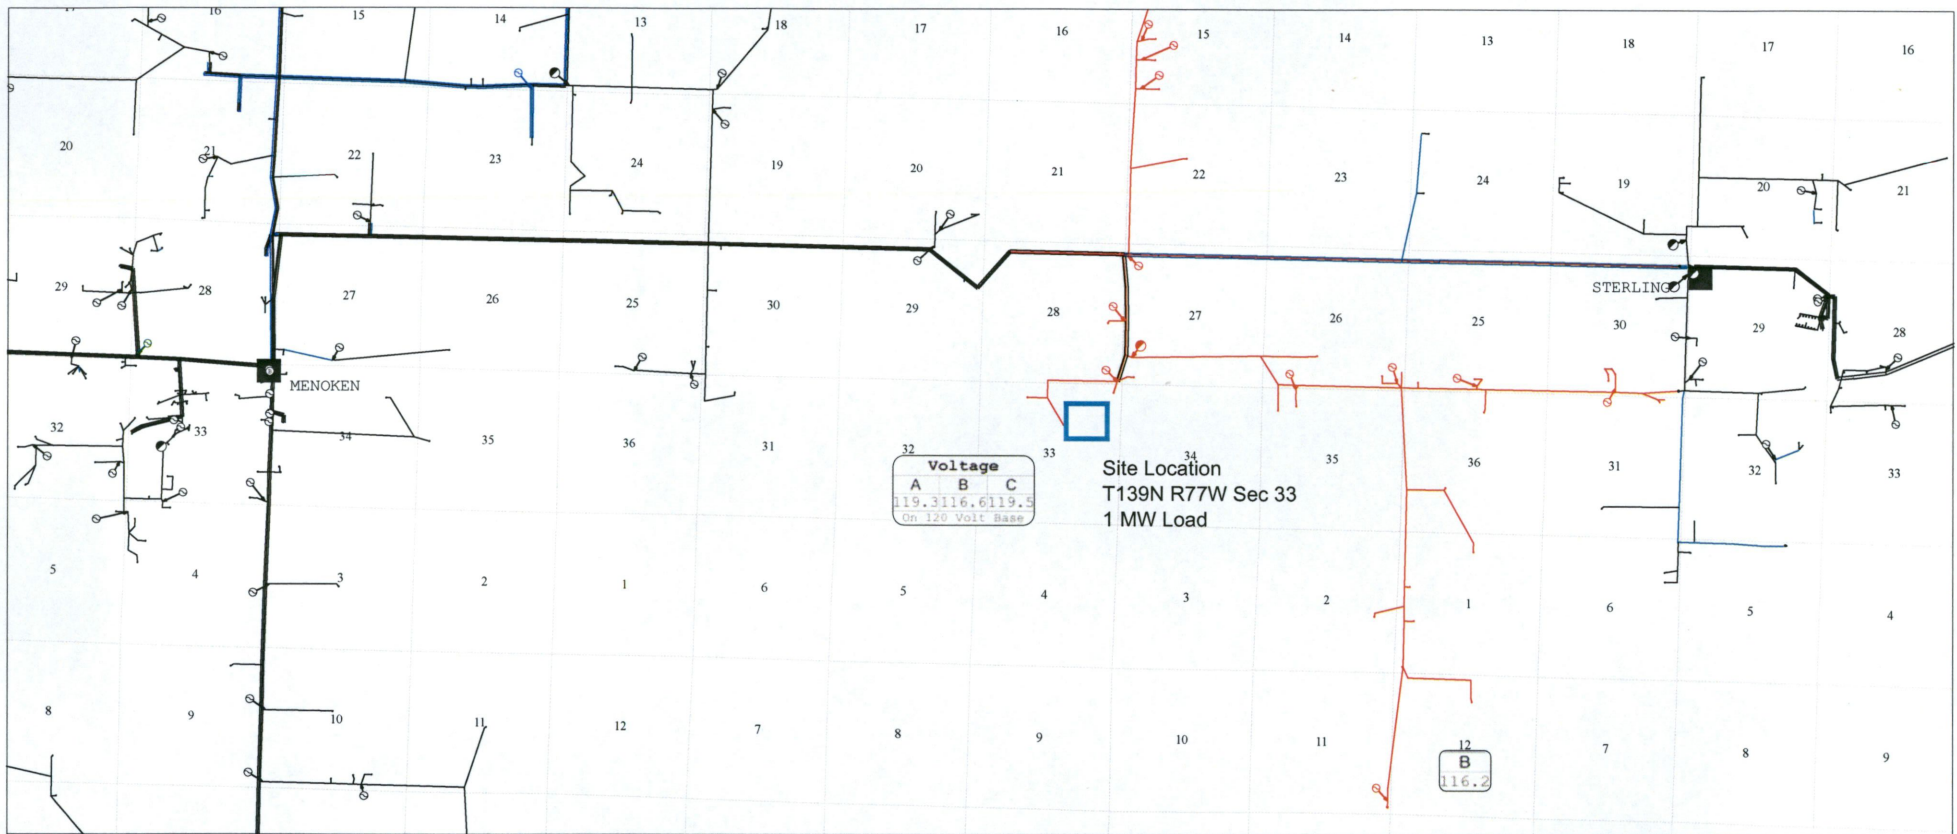 17 16 15 14 13 18 17 16 15 14 13 18 17 16
20 21 22 23 24 19 20 21 22 23 24 19 20 21
29 28 27 26 25 30 29 28 27 26 25 30 29 28
STERLING
MENOKEN
32 33 34 35 36 31 32 33 34 35 36 31 32 33
Voltage
A B C
119.3 116.6 119.5
On 120 Volt Base
Site Location
T139N R77W Sec 33
1 MW Load
5 4 3 2 1 6 5 4 3 2 1 6 5 4
8 9 10 11 12 7 8 9 10 11 12 7 8 9
B
116.2